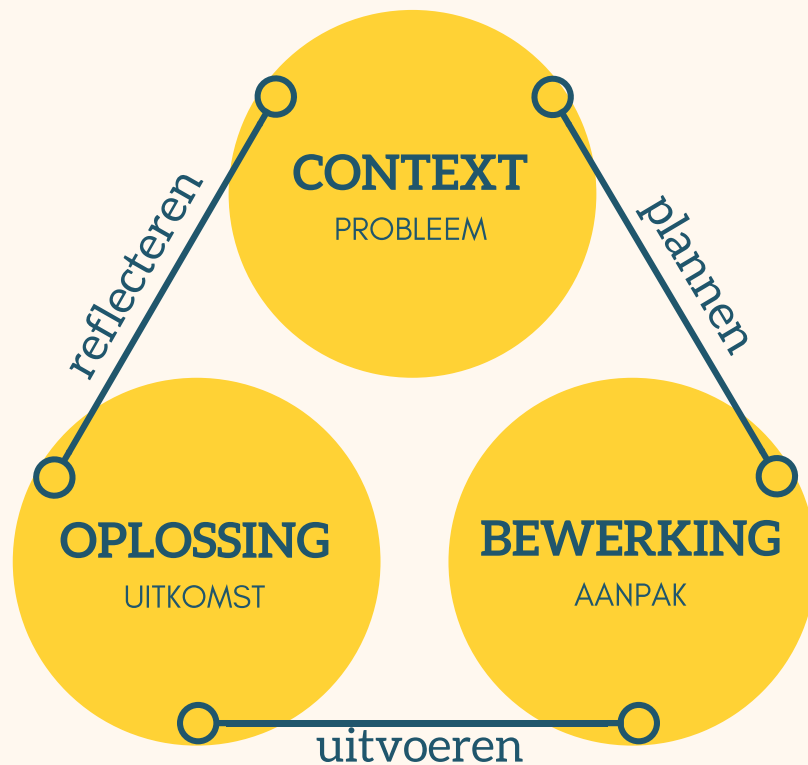 CONTEXT
PROBLEEM
reflecteren
plannen
OPLOSSING
UITKOMST
BEWERKING
AANPAK
uitvoeren